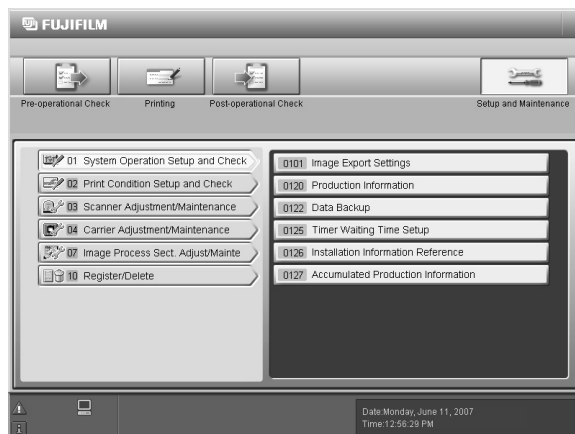 FUJIFILM
Pre-operational Check
Printing
Post-operational Check
Setup and Maintenance
01 System Operation Setup and Check
02 Print Condition Setup and Check
03 Scanner Adjustment/Maintenance
04 Carrier Adjustment/Maintenance
07 Image Process Sect. Adjust/Mainte
10 Register/Delete
0101 Image Export Settings
0120 Production Information
0122 Data Backup
0125 Timer Waiting Time Setup
0126 Installation Information Reference
0127 Accumulated Production Information
Date:Monday, June 11, 2007
Time:12:56:29 PM